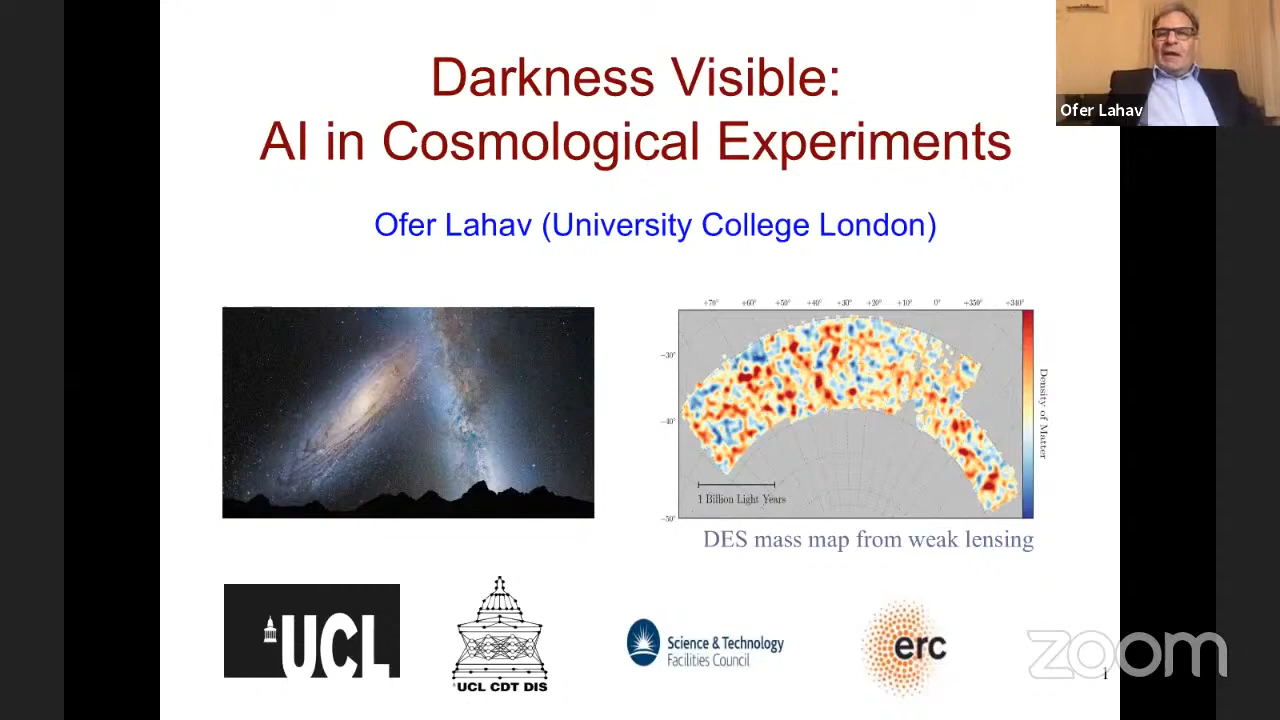 Darkness Visible:
AI in Cosmological Experiments
Ofer Lahav
Ofer Lahav (University College London)
+70° +60° +50° +40° +30° +20° +10° 0° +350° +340°
−30°
−40°
−50°
Density of Matter
1 Billion Light Years
DES mass map from weak lensing
UCL
UCL CDT DIS
Science & Technology
Facilities Council
erc
zoom
1